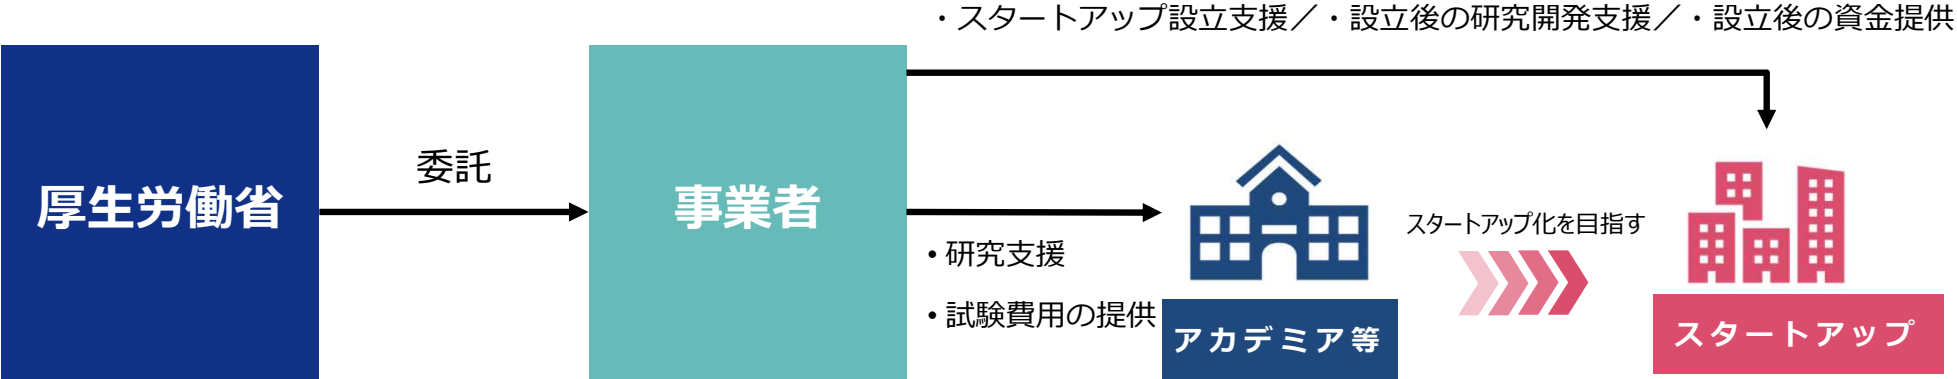 ・スタートアップ設立支援／・設立後の研究開発支援／・設立後の資金提供
厚生労働省
委託
事業者
• 研究支援
• 試験費用の提供
アカデミア等
スタートアップ化を目指す
スタートアップ